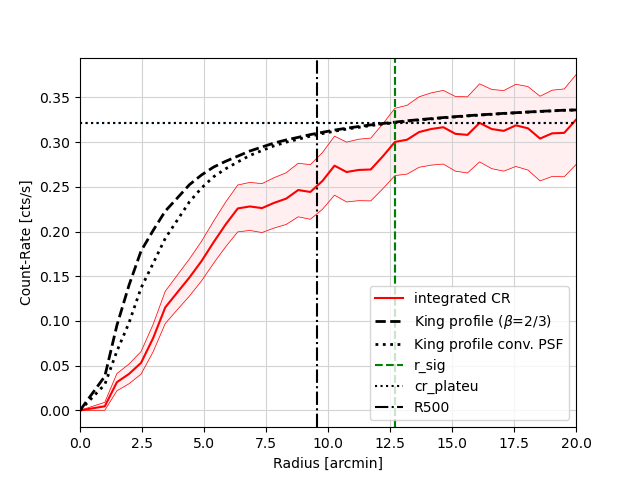 0.35
0.30
0.25
0.20
0.15
0.10
0.05
0.00
Count-Rate [cts/s]
integrated CR
King profile (β=2/3)
King profile conv. PSF
r_sig
cr_plateu
R500
0.0 2.5 5.0 7.5 10.0 12.5 15.0 17.5 20.0
Radius [arcmin]